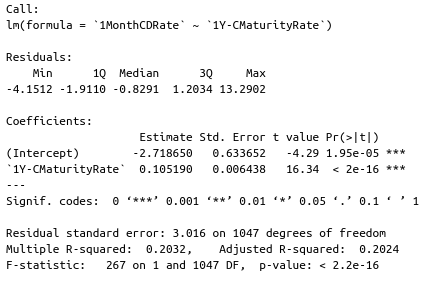 Call:
lm(formula = `1MonthCDRate` ~ `1Y-CMaturityRate`)
Residuals:
Min 1Q Median 3Q Max
-4.1512 -1.9110 -0.8291 1.2034 13.2902
Coefficients:
Estimate Std. Error t value Pr(>|t|)
(Intercept) -2.718650 0.633652 -4.29 1.95e-05 ***
`1Y-CMaturityRate` 0.105190 0.006438 16.34 < 2e-16 ***
---
Signif. codes: 0 ‘***’ 0.001 ‘**’ 0.01 ‘*’ 0.05 ‘.’ 0.1 ‘ ’ 1
Residual standard error: 3.016 on 1047 degrees of freedom
Multiple R-squared: 0.2032, Adjusted R-squared: 0.2024
F-statistic: 267 on 1 and 1047 DF, p-value: < 2.2e-16